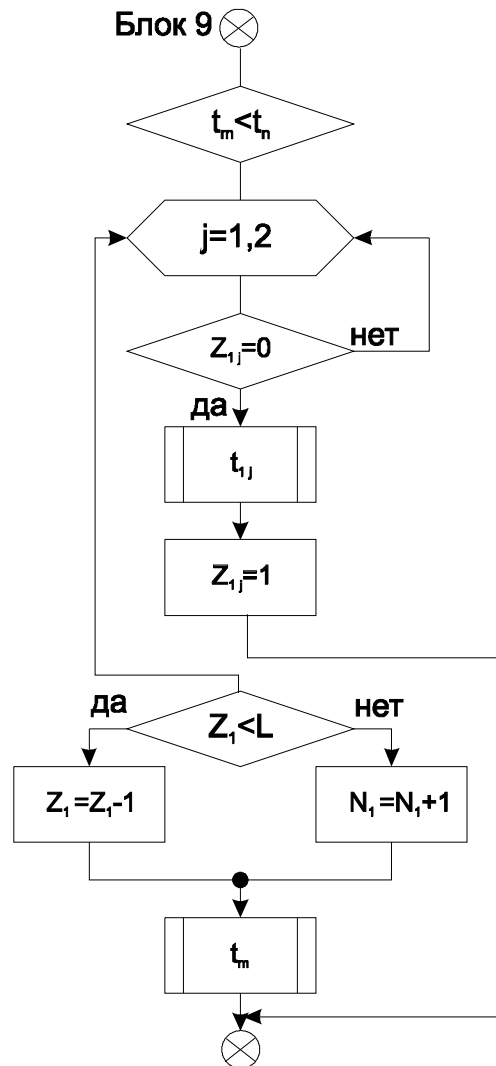 Блок 9
tm<tn
j=1,2
Z1j=0
нет
да
t1j
Z1j=1
да
Z1<L
нет
Z1=Z1-1
N1=N1+1
tm